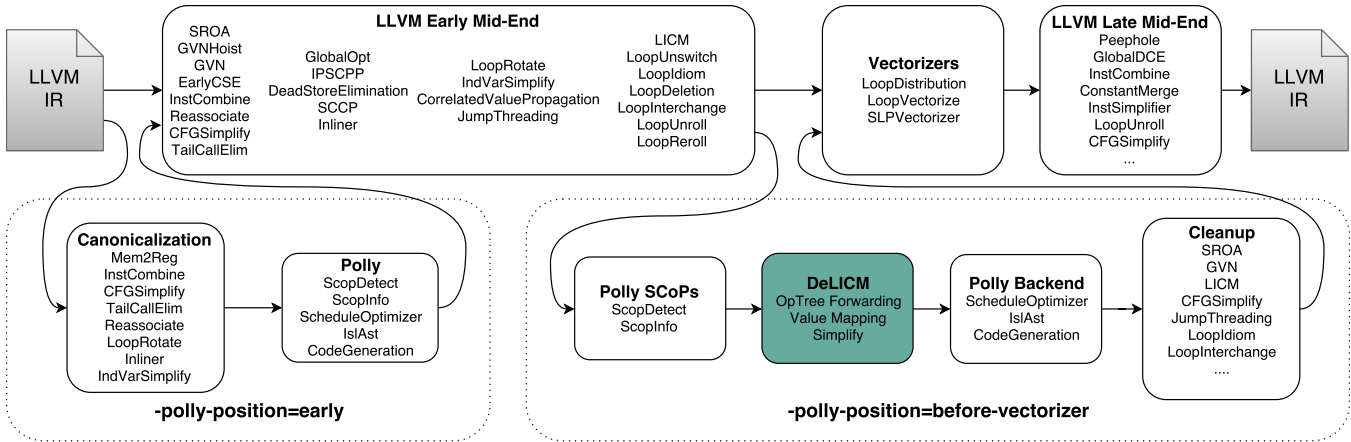 LLVM
IR
LLVM Early Mid-End
SROA
GVNHoist
GVN
EarlyCSE
InstCombine
Reassociate
CFGSimplify
TailCallElim
GlobalOpt
IPSCPP
DeadStoreElimination
SCCP
Inliner
LoopRotate
IndVarSimplify
CorrelatedValuePropagation
JumpThreading
LICM
LoopUnswitch
LoopIdiom
LoopDeletion
LoopInterchange
LoopUnroll
LoopReroll
Vectorizers
LoopDistribution
LoopVectorize
SLPVectorizer
LLVM Late Mid-End
Peephole
GlobalDCE
InstCombine
ConstantMerge
InstSimplifier
LoopUnroll
CFGSimplify
...
LLVM
IR
Canonicalization
Mem2Reg
InstCombine
CFGSimplify
TailCallElim
Reassociate
LoopRotate
Inliner
IndVarSimplify
Polly
ScopDetect
ScopInfo
ScheduleOptimizer
IslAst
CodeGeneration
-polly-position=early
Polly SCoPs
ScopDetect
ScopInfo
DeLICM
OpTree Forwarding
Value Mapping
Simplify
Polly Backend
ScheduleOptimizer
IslAst
CodeGeneration
Cleanup
SROA
GVN
LICM
CFGSimplify
JumpThreading
LoopIdiom
LoopInterchange
....
-polly-position=before-vectorizer